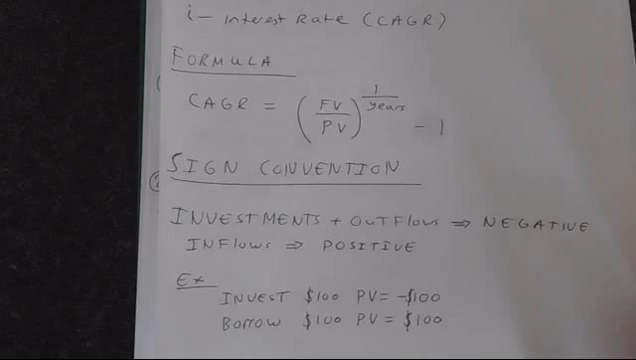 i - Interest Rate (CAGR)
FORMULA
CAGR = (FV/PV)^(1/years) - 1
SIGN CONVENTION
INVESTMENTS + OUTFlows ⇒ NEGATIVE
INFlows ⇒ POSITIVE
Ex
INVEST $100 PV = -$100
Borrow $100 PV = $100